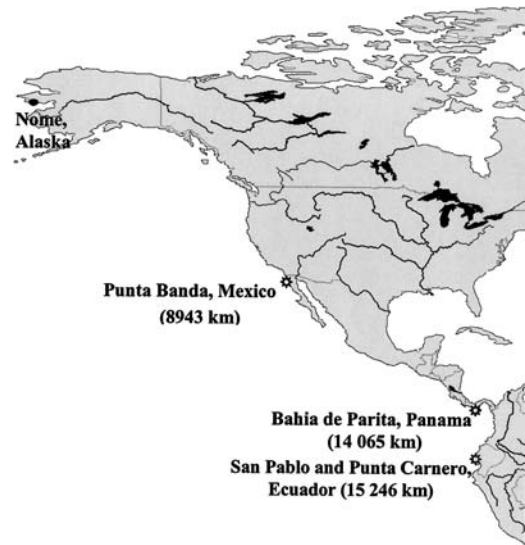 Nome,
Alaska
Punta Banda, Mexico
(8943 km)
Bahia de Parita, Panama
(14 065 km)
San Pablo and Punta Carnero,
Ecuador (15 246 km)